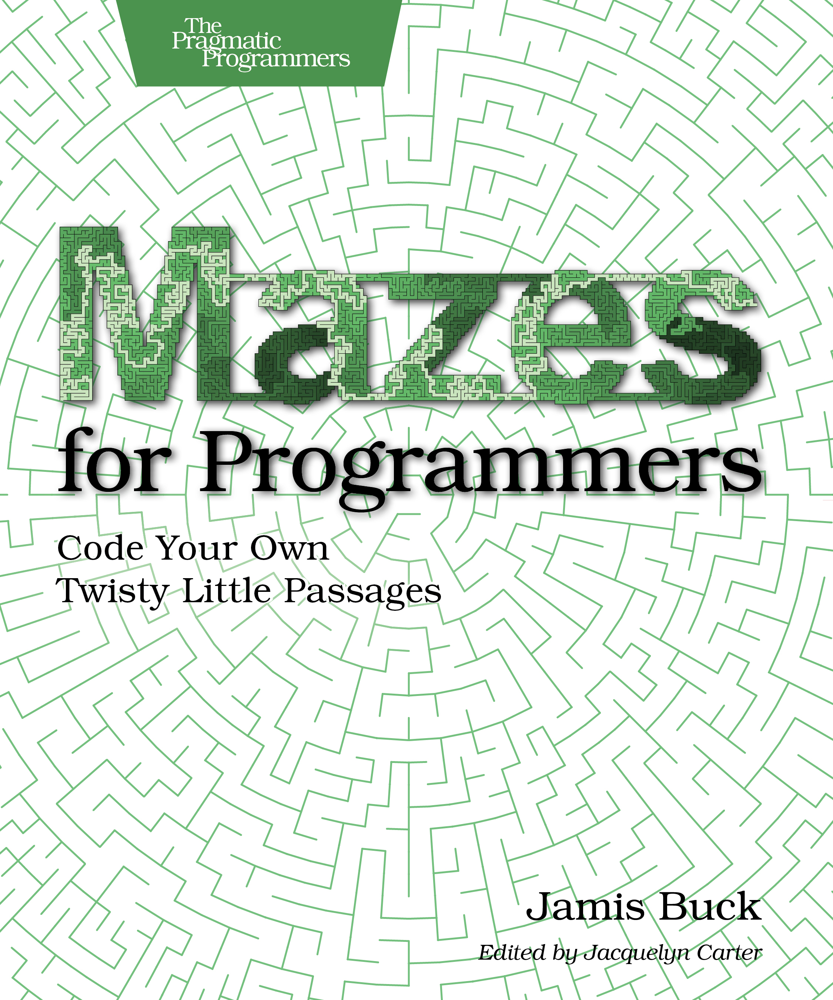 The
Pragmatic
Programmers
Mazes
for Programmers
Code Your Own
Twisty Little Passages
Jamis Buck
Edited by Jacquelyn Carter